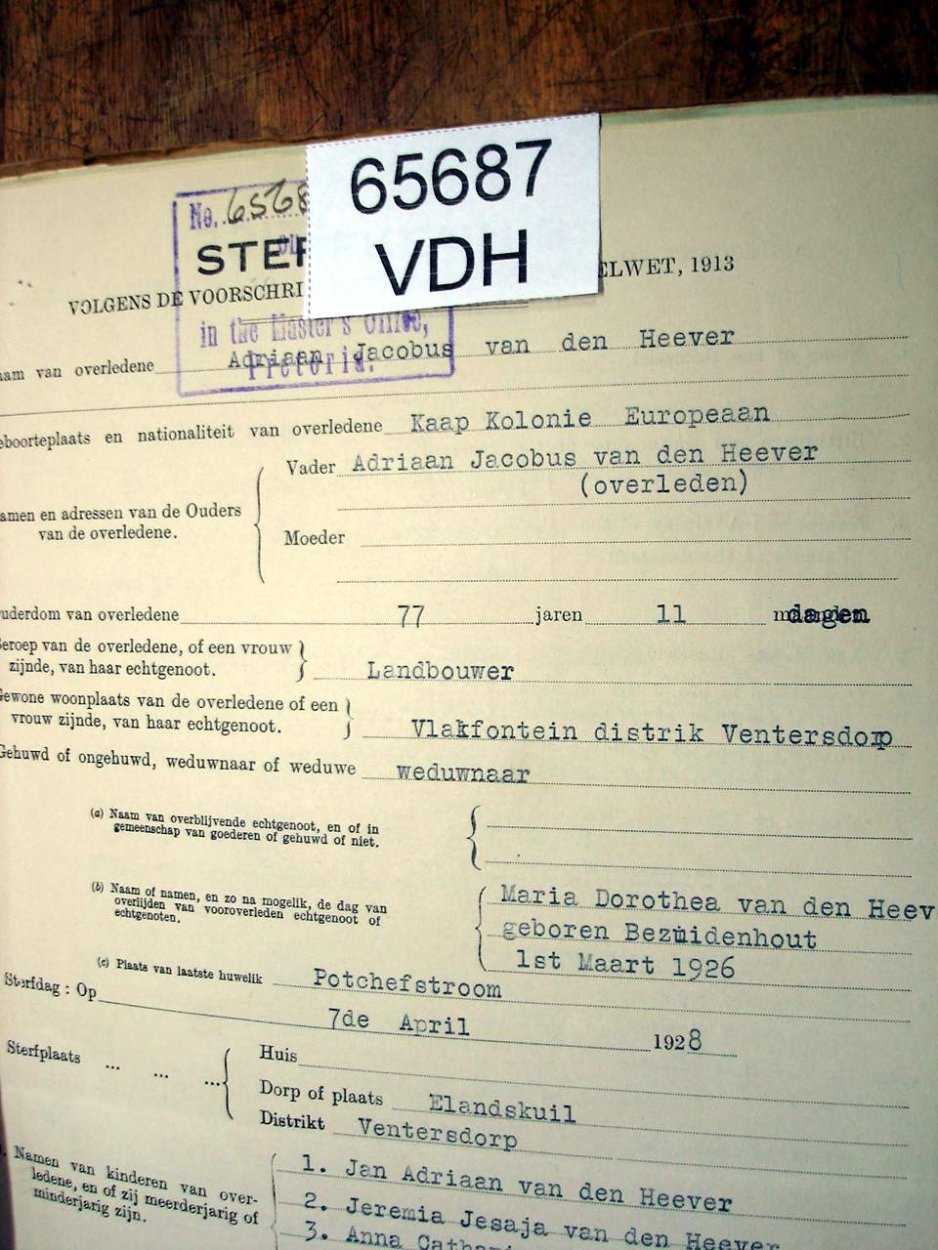 65687
VDH
No. 6568
STER
VOLGENS DE VOORSCHRI ELWET, 1913
in the Master's Office,
Pretoria.
aam van overledene Adriaan Jacobus van den Heever
eboorteplaats en nationaliteit van overledene Kaap Kolonie Europeaan
Vader Adriaan Jacobus van den Heever
(overleden)
amen en adressen van de Ouders
van de overledene.
Moeder
uderdom van overledene 77 jaren 11 dagen
Beroep van de overledene, of een vrouw
zijnde, van haar echtgenoot.
Landbouwer
Gewone woonplaats van de overledene of een
vrouw zijnde, van haar echtgenoot.
Vlakfontein distrik Ventersdorp
Gehuwd of ongehuwd, weduwnaar of weduwe weduwnaar
(a) Naam van overblijvende echtgenoot, en of in
gemeenschap van goederen of gehuwd of niet.
(b) Naam of namen, en zo na mogelik, de dag van
overlijden van vooroverleden echtgenoot of
echtgenoten.
Maria Dorothea van den Heev
geboren Bezuidenhout
1st Maart 1926
(c) Plaats van laatste huwelik Potchefstroom
Sterfdag : Op 7de April 1928
Sterfplaats ... ... ...
Huis
Dorp of plaats Elandskuil
Distrikt Ventersdorp
Namen van kinderen van over-
ledene, en of zij meerderjarig of
minderjarig zijn.
1. Jan Adriaan van den Heever
2. Jeremia Jesaja van den Heever
3. Anna